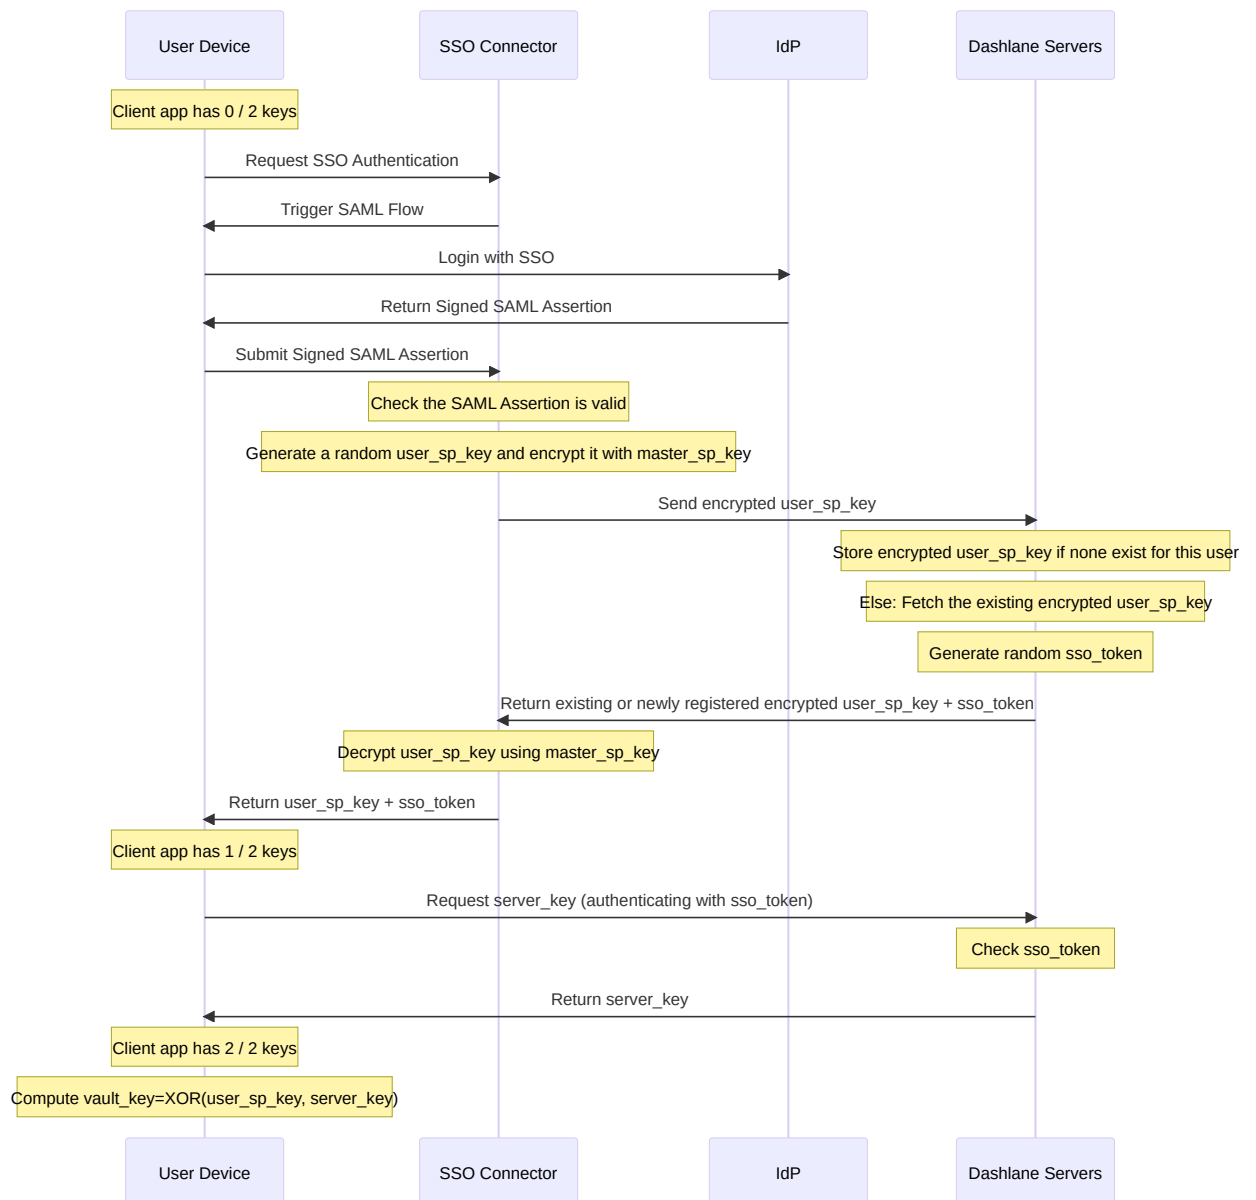 User Device
SSO Connector
IdP
Dashlane Servers
Client app has 0 / 2 keys
Request SSO Authentication
Trigger SAML Flow
Login with SSO
Return Signed SAML Assertion
Submit Signed SAML Assertion
Check the SAML Assertion is valid
Generate a random user_sp_key and encrypt it with master_sp_key
Send encrypted user_sp_key
Store encrypted user_sp_key if none exist for this user
Else: Fetch the existing encrypted user_sp_key
Generate random sso_token
Return existing or newly registered encrypted user_sp_key + sso_token
Decrypt user_sp_key using master_sp_key
Return user_sp_key + sso_token
Client app has 1 / 2 keys
Request server_key (authenticating with sso_token)
Check sso_token
Return server_key
Client app has 2 / 2 keys
Compute vault_key=XOR(user_sp_key, server_key)
User Device
SSO Connector
IdP
Dashlane Servers